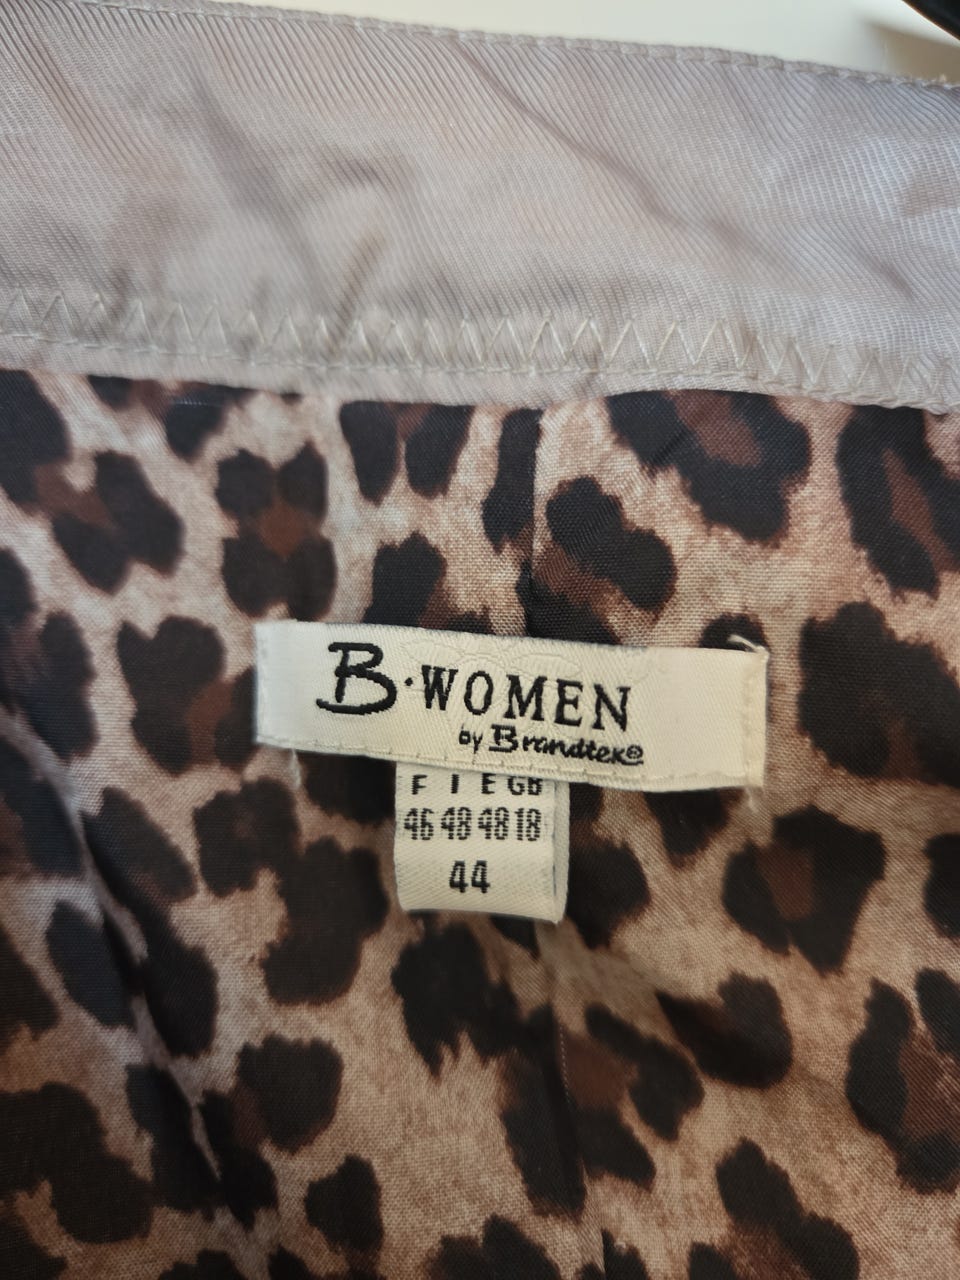 B·WOMEN
by Brandtex®
F I E GB
46 48 48 18
44